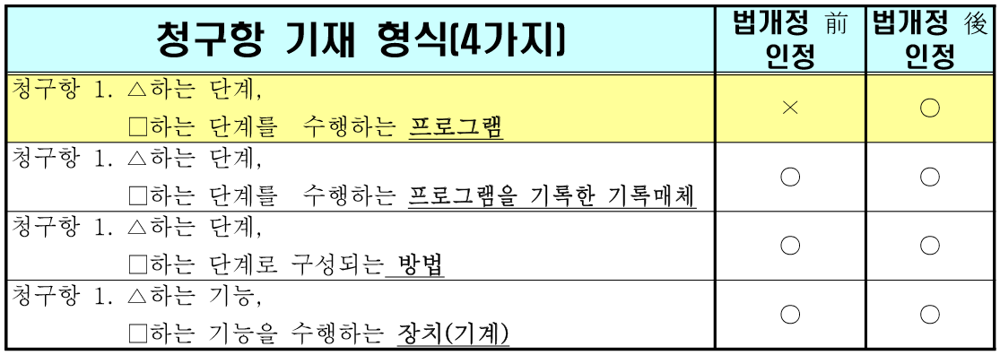 청구항 기재 형식(4가지)
법개정 前
인정
법개정 後
인정
청구항 1. △하는 단계,
□하는 단계를 수행하는 프로그램
×
○
청구항 1. △하는 단계,
□하는 단계를 수행하는 프로그램을 기록한 기록매체
○
○
청구항 1. △하는 단계,
□하는 단계로 구성되는 방법
○
○
청구항 1. △하는 기능,
□하는 기능을 수행하는 장치(기계)
○
○